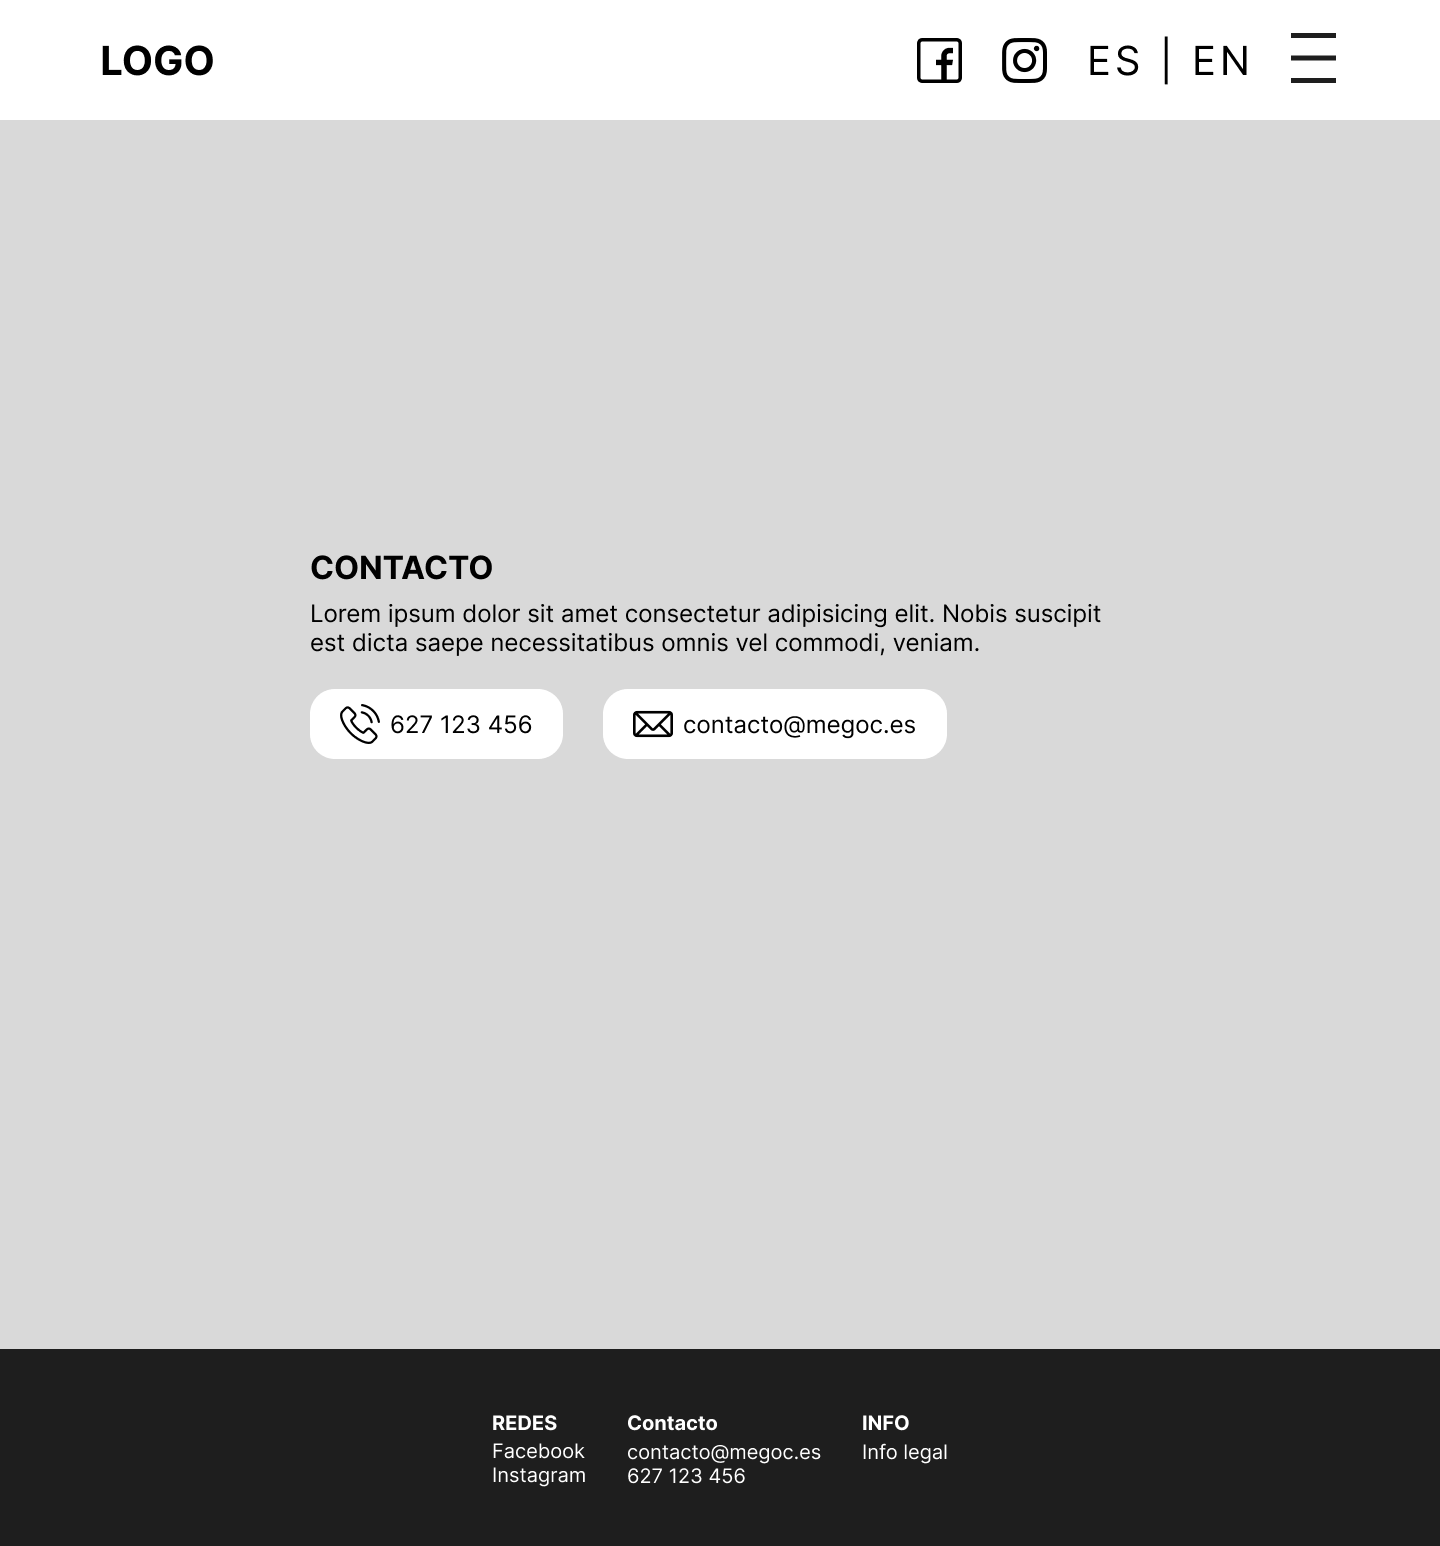 LOGO
ES | EN
CONTACTO
Lorem ipsum dolor sit amet consectetur adipisicing elit. Nobis suscipit
est dicta saepe necessitatibus omnis vel commodi, veniam.
627 123 456
contacto@megoc.es
REDES
Facebook
Instagram
Contacto
contacto@megoc.es
627 123 456
INFO
Info legal